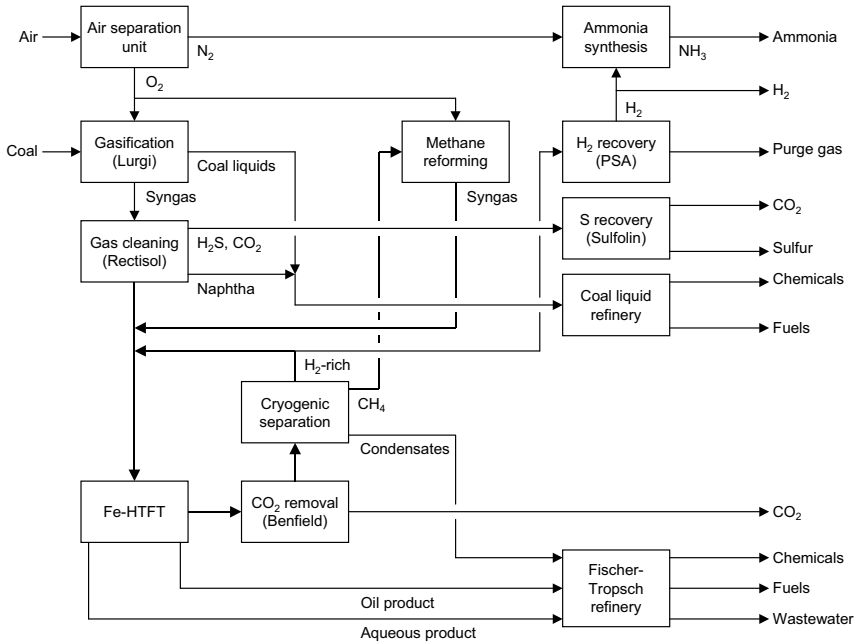 Air
Air separation
unit
N₂
O₂
Ammonia
synthesis
NH₃
Ammonia
H₂
H₂
Coal
Gasification
(Lurgi)
Coal liquids
Methane
reforming
H₂ recovery
(PSA)
Purge gas
Syngas
Syngas
Gas cleaning
(Rectisol)
H₂S, CO₂
Naphtha
S recovery
(Sulfolin)
CO₂
Sulfur
Coal liquid
refinery
Chemicals
Fuels
H₂-rich
Cryogenic
separation
CH₄
Condensates
Fe-HTFT
CO₂ removal
(Benfield)
CO₂
Fischer-
Tropsch
refinery
Chemicals
Fuels
Wastewater
Oil product
Aqueous product